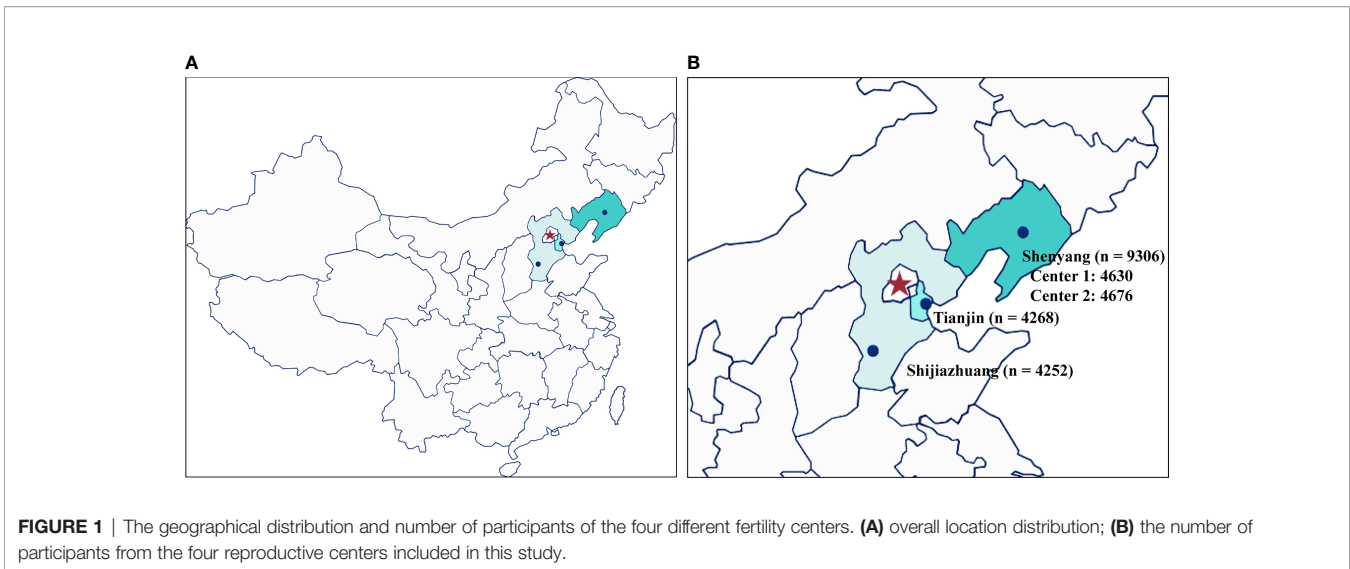 A
B
Shenyang (n = 9306)
Center 1: 4630
Center 2: 4676
Tianjin (n = 4268)
Shijiazhuang (n = 4252)
FIGURE 1 | The geographical distribution and number of participants of the four different fertility centers. (A) overall location distribution; (B) the number of
participants from the four reproductive centers included in this study.